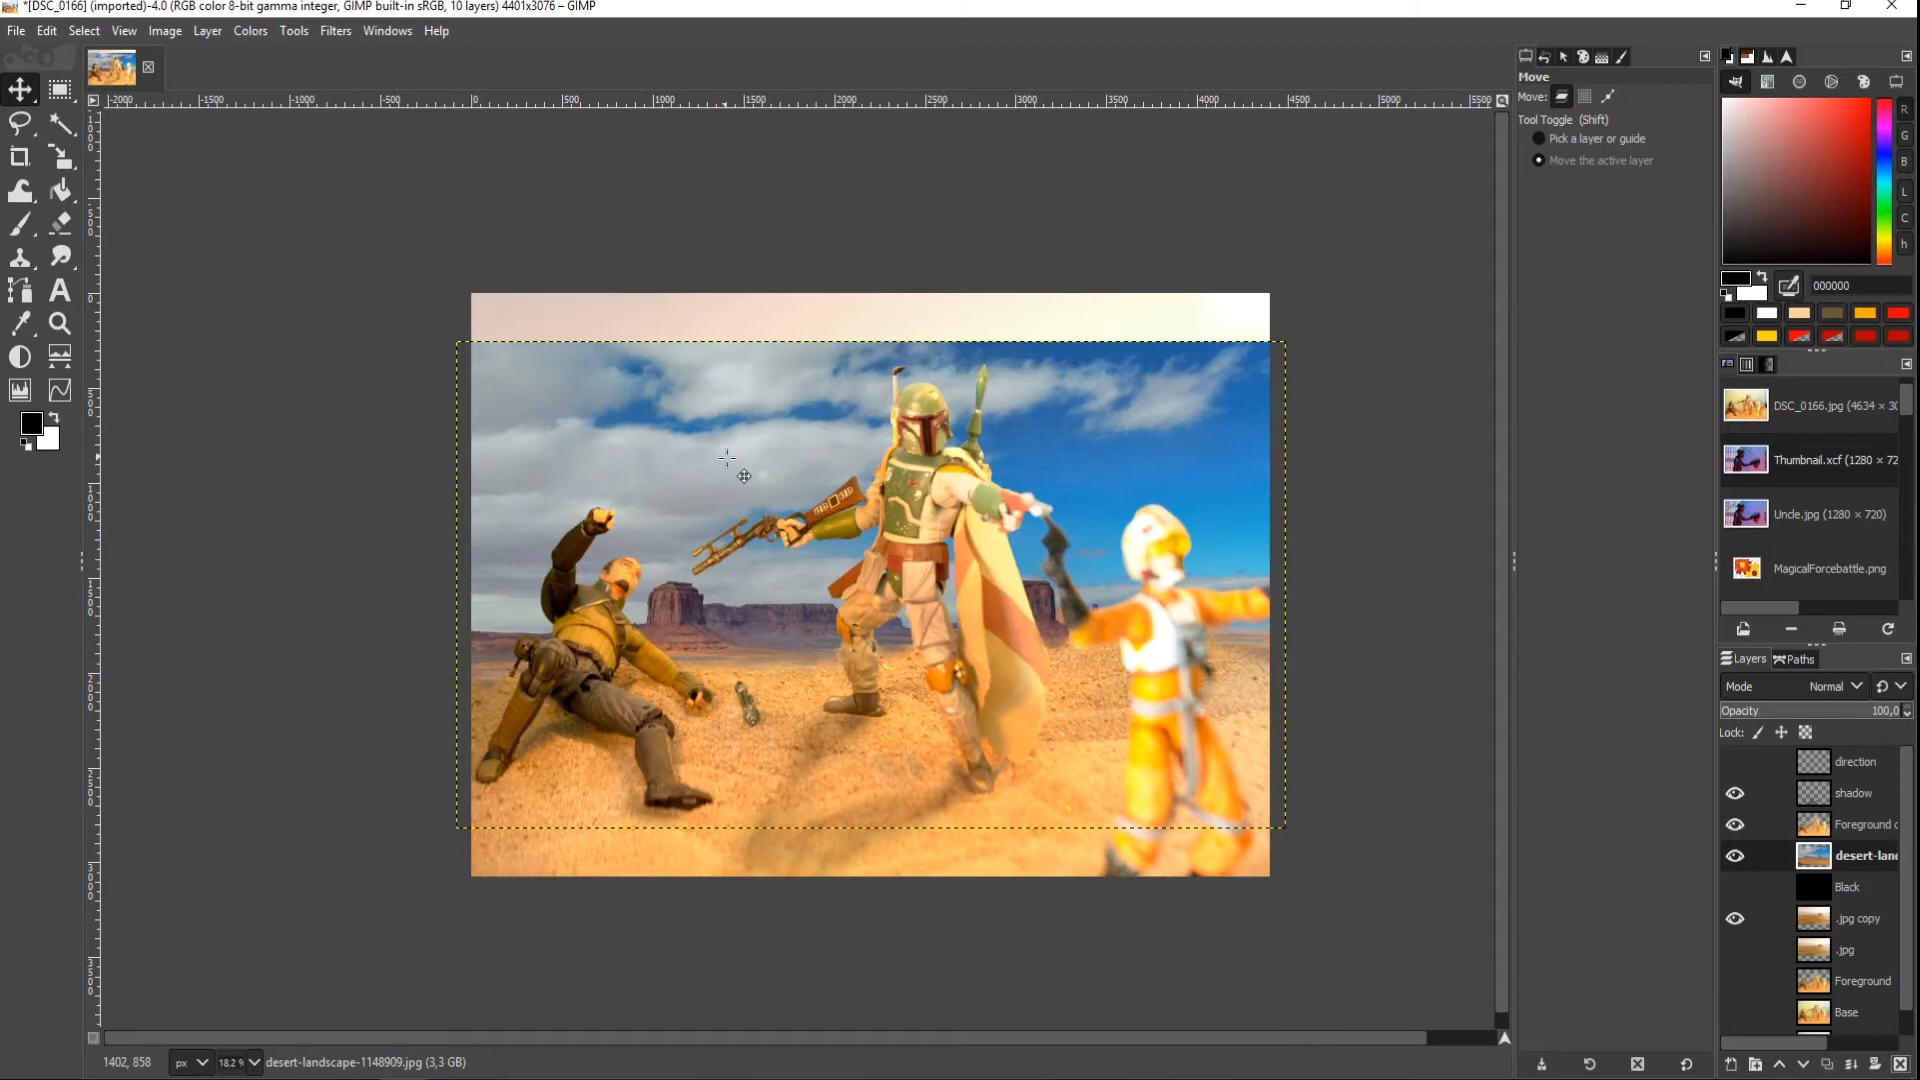 *[DSC_0166] (imported)-4.0 (RGB color 8-bit gamma integer, GIMP built-in sRGB, 10 layers) 4401x3076 – GIMP
File Edit Select View Image Layer Colors Tools Filters Windows Help
-2000 -1500 -1000 -500 0 500 1000 1500 2000 2500 3000 3500 4000 4500 5000 5500
Move
Move:
Tool Toggle (Shift)
Pick a layer or guide
Move the active layer
R
G
B
L
C
h
000000
DSC_0166.jpg (4634 × 30
Thumbnail.xcf (1280 × 72
Uncle.jpg (1280 × 720)
MagicalForcebattle.png
Layers Paths
Mode Normal
Opacity 100,0
Lock:
direction
shadow
Foreground c
desert-land
Black
.jpg copy
.jpg
Foreground
Base
1402, 858 px 18.2 % desert-landscape-1148909.jpg (3,3 GB)